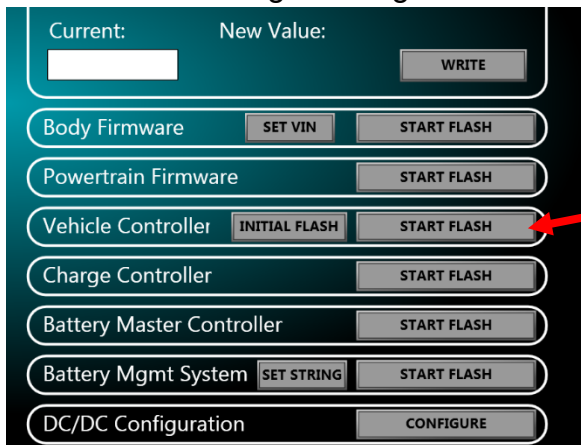 Current: New Value:
WRITE
Body Firmware SET VIN START FLASH
Powertrain Firmware START FLASH
Vehicle Controller INITIAL FLASH START FLASH
Charge Controller START FLASH
Battery Master Controller START FLASH
Battery Mgmt System SET STRING START FLASH
DC/DC Configuration CONFIGURE